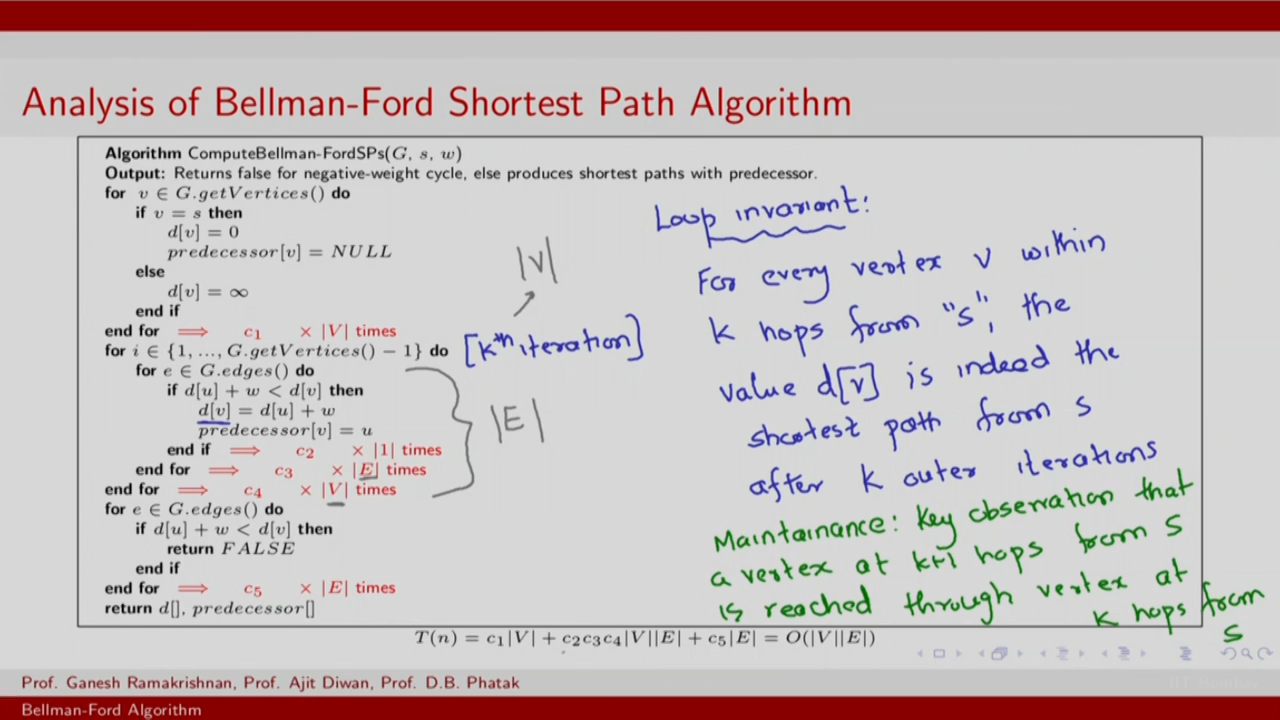 Analysis of Bellman-Ford Shortest Path Algorithm
Algorithm ComputeBellman-FordSPs(G, s, w)
Output: Returns false for negative-weight cycle, else produces shortest paths with predecessor.
for v ∈ G.getVertices() do
if v = s then
d[v] = 0
predecessor[v] = NULL
else
d[v] = ∞
end if
end for ⟹ c₁ × |V| times
for i ∈ {1, ..., G.getVertices() − 1} do
for e ∈ G.edges() do
if d[u] + w < d[v] then
d[v] = d[u] + w
predecessor[v] = u
end if ⟹ c₂ × |1| times
end for ⟹ c₃ × |E| times
end for ⟹ c₄ × |V| times
for e ∈ G.edges() do
if d[u] + w < d[v] then
return FALSE
end if
end for ⟹ c₅ × |E| times
return d[], predecessor[]
|V|
[kth iteration]
|E|
Loop invariant:
For every vertex v within
k hops from "s", the
value d[v] is indeed the
shortest path from s
after k outer iterations
Maintainance: Key observation that
a vertex at k+1 hops from s
is reached through vertex at
k hops from
s
T(n) = c₁|V| + c₂c₃c₄|V||E| + c₅|E| = O(|V||E|)
Prof. Ganesh Ramakrishnan, Prof. Ajit Diwan, Prof. D.B. Phatak
Bellman-Ford Algorithm